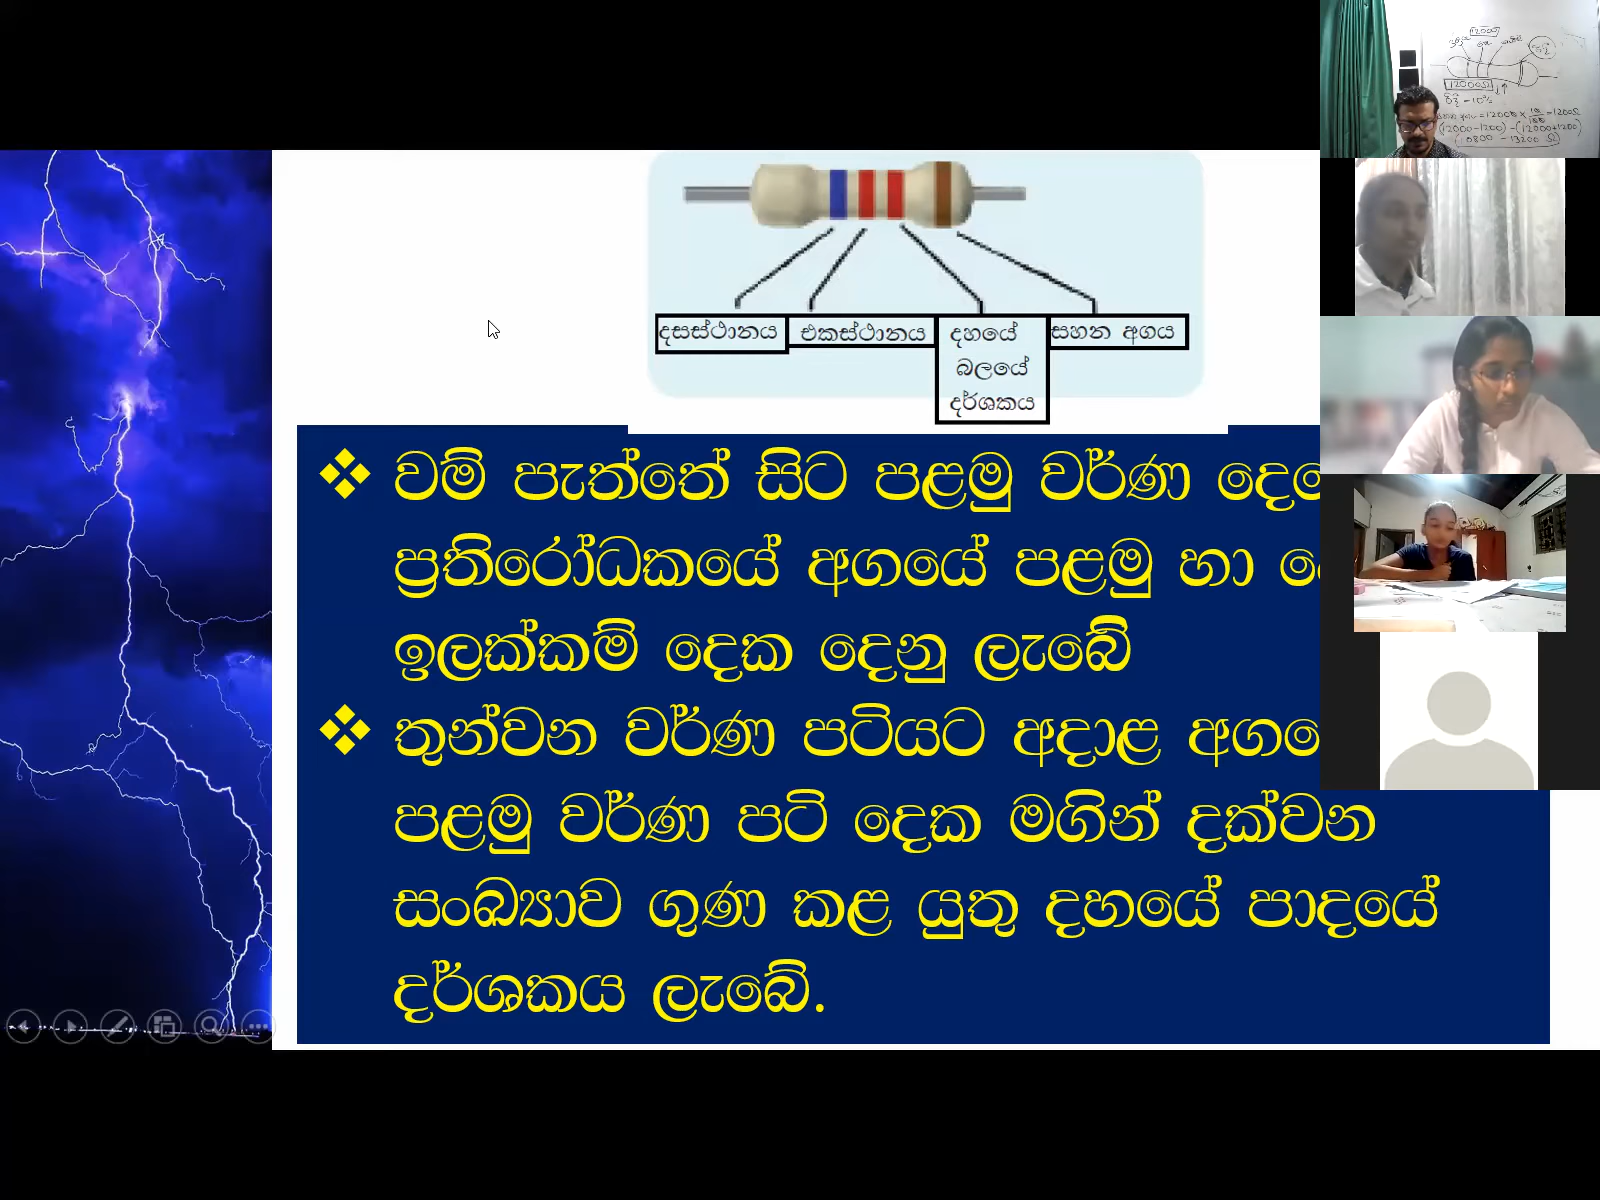 දසස්ථානය එකස්ථානය දහයේ බලයේ දර්ශකය සහන අගය
වම් පැත්තේ සිට පළමු වර්ණ
ප්‍රතිරෝධකයේ අගයේ පළමු හා
ඉලක්කම් දෙක දෙනු ලැබේ
තුන්වන වර්ණ පටියට අදාළ
පළමු වර්ණ පටි දෙක මගින් දක්වන
සංඛ්‍යාව ගුණ කළ යුතු දහයේ පාදයේ
දර්ශකය ලැබේ.
12000Ω